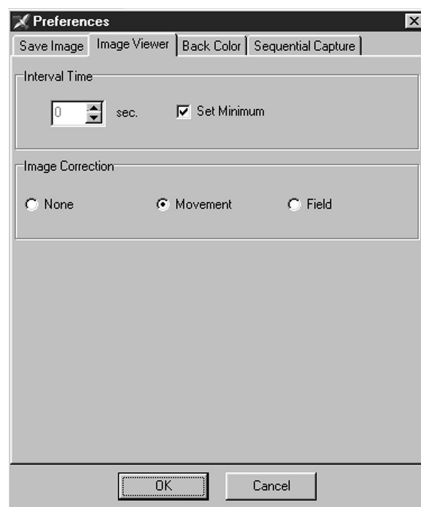 Preferences
Save Image Image Viewer Back Color Sequential Capture
Interval Time
0 sec. Set Minimum
Image Correction
None Movement Field
OK Cancel